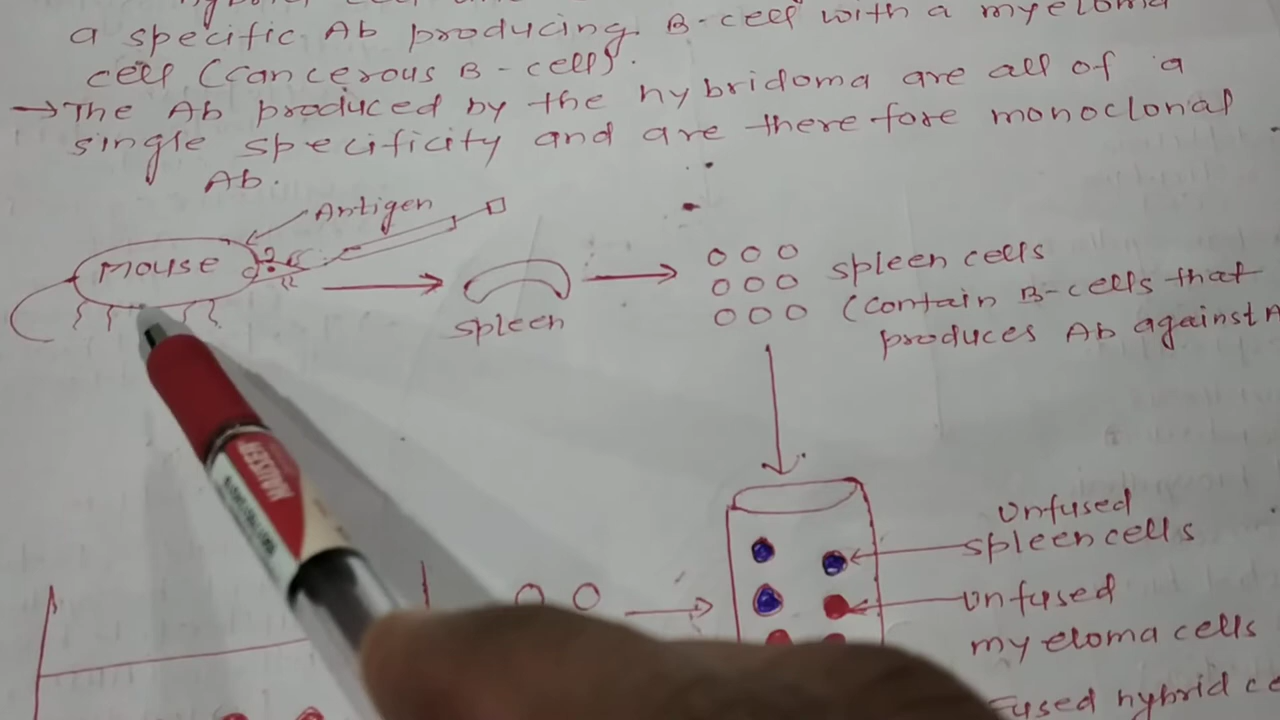 a specific Ab producing B-cell with a myeloma
cell (cancerous B-cell).
→ The Ab produced by the hybridoma are all of a
single specificity and are therefore monoclonal
Ab.
Antigen
Mouse
spleen
spleen cells
(contain B-cells that
produces Ab against A
unfused
spleen cells
unfused
myeloma cells
Fused hybrid ce
HAUSER